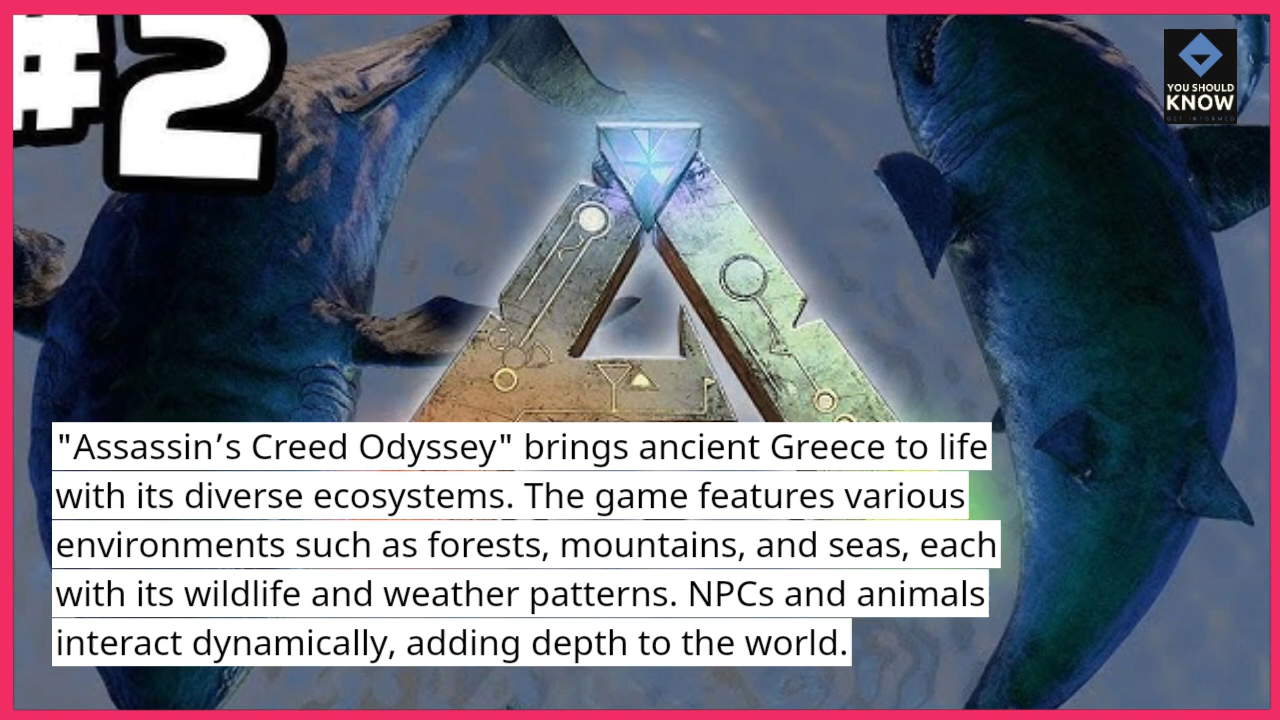 #2
YOU SHOULD
KNOW
GET INFORMED
"Assassin’s Creed Odyssey" brings ancient Greece to life
with its diverse ecosystems. The game features various
environments such as forests, mountains, and seas, each
with its wildlife and weather patterns. NPCs and animals
interact dynamically, adding depth to the world.